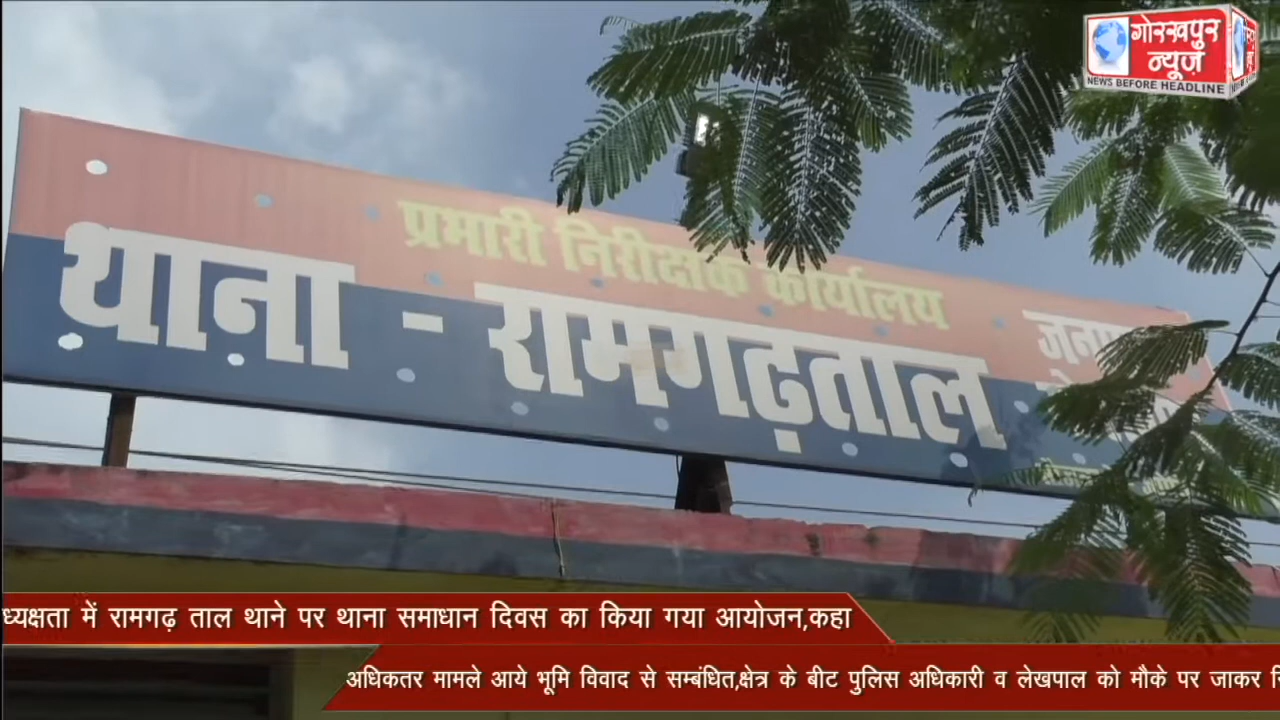 गोरखपुर
न्यूज़
NEWS BEFORE HEADLINE
प्रभारी निरीक्षक कार्यालय
थाना - रामगढ़ताल
ध्यक्षता में रामगढ़ ताल थाने पर थाना समाधान दिवस का किया गया आयोजन,कहा
अधिकतर मामले आये भूमि विवाद से सम्बंधित,क्षेत्र के बीट पुलिस अधिकारी व लेखपाल को मौके पर जाकर